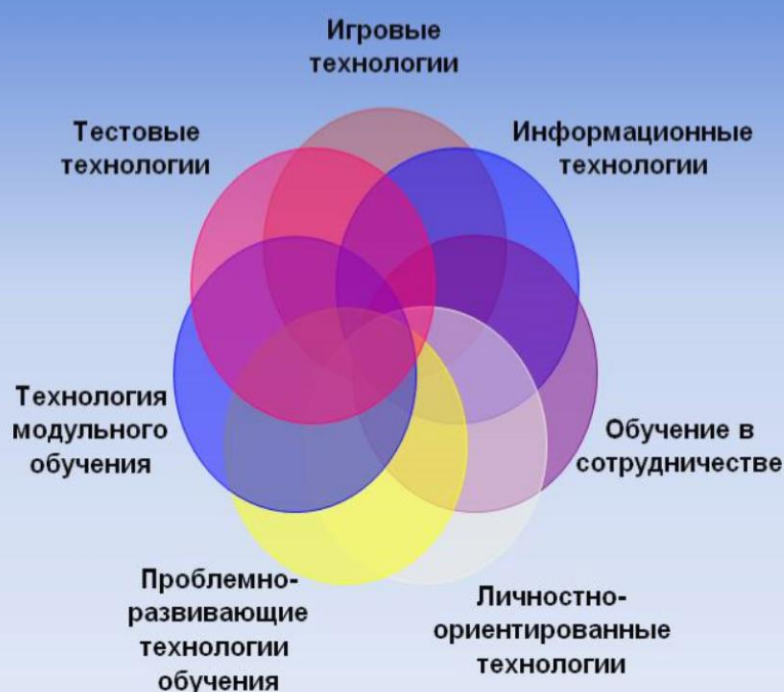 Игровые
технологии
Информационные
технологии
Обучение в
сотрудничестве
Личностно-
ориентированные
технологии
Проблемно-
развивающие
технологии
обучения
Технология
модульного
обучения
Тестовые
технологии